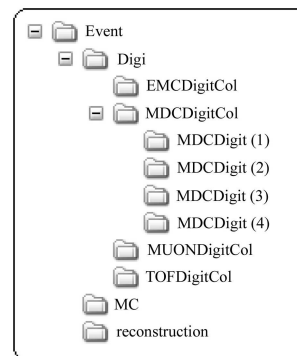 Event
Digi
EMCDigitCol
MDCDigitCol
MDCDigit (1)
MDCDigit (2)
MDCDigit (3)
MDCDigit (4)
MUONDigitCol
TOFDigitCol
MC
reconstruction